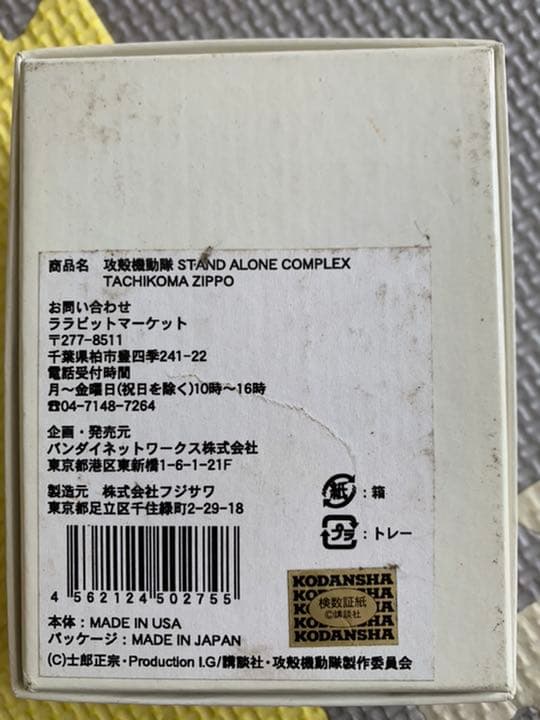 商品名 攻殻機動隊 STAND ALONE COMPLEX
TACHIKOMA ZIPPO
お問い合わせ
ララビットマーケット
〒277-8511
千葉県柏市豊四季241-22
電話受付時間
月〜金曜日(祝日を除く)10時〜16時
☎04-7148-7264
企画・発売元
バンダイネットワークス株式会社
東京都港区東新橋1-6-1-21F
製造元 株式会社フジサワ
東京都足立区千住緑町2-29-18
紙:箱
プラ:トレー
4562124502755
KODANSHA
検数証紙
©講談社
KODANSHA
本体:MADE IN USA
パッケージ:MADE IN JAPAN
(C)士郎正宗・Production I.G/講談社・攻殻機動隊製作委員会